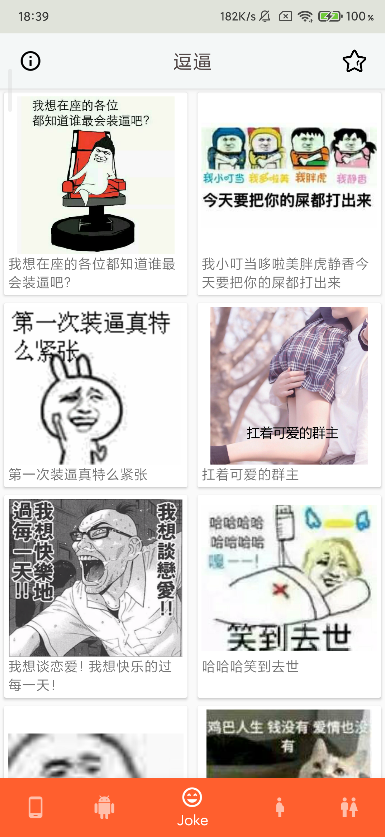 18:39
182K/s
100%
逗逼
我想在座的各位
都知道谁最会装逼吧?
我想在座的各位都知道谁最
会装逼吧?
我小叮当
我多啦美
我胖虎
我静香
今天要把你的屎都打出来
我小叮当哆啦美胖虎静香今
天要把你的屎都打出来
第一次装逼真特
么紧张
第一次装逼真特么紧张
扛着可爱的群主
扛着可爱的群主
我想談戀愛!!
我想快樂地
過每一天!!
我想谈恋爱! 我想快乐的过
每一天!
哈哈哈哈
哈哈哈哈
嘎——!
笑到去世
哈哈哈笑到去世
鸡巴人生 钱没有 爱情也没
有
Joke